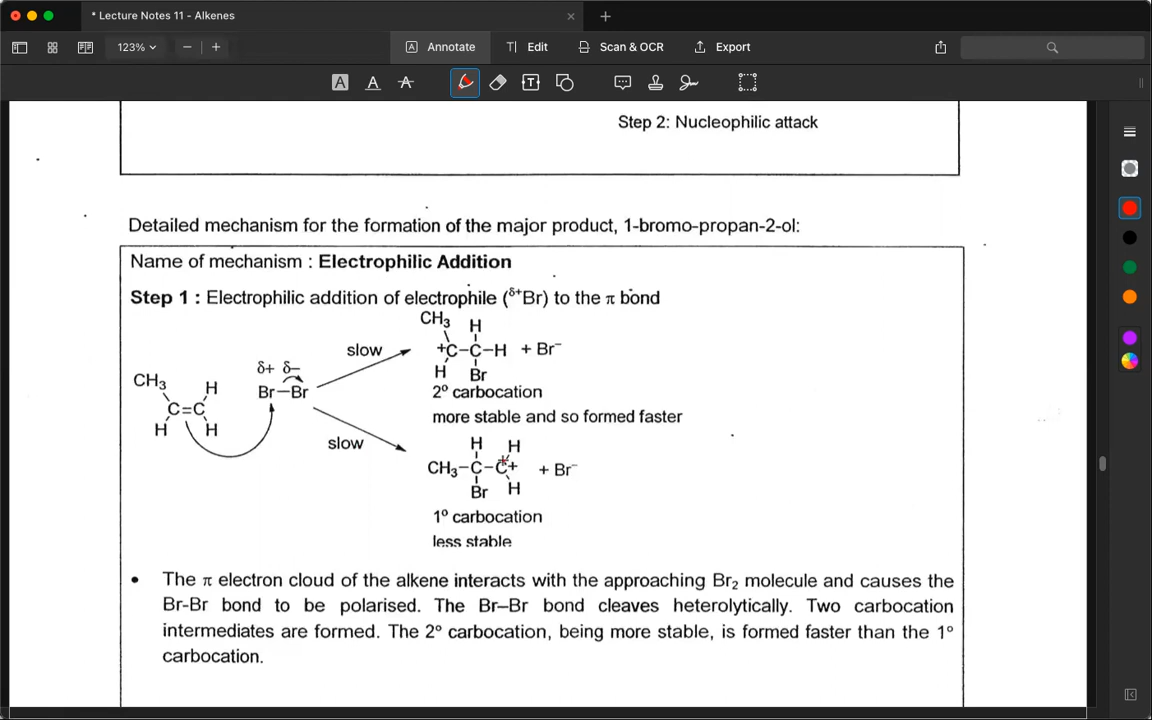 * Lecture Notes 11 - Alkenes
123%
Annotate
Edit
Scan & OCR
Export
Step 2: Nucleophilic attack
Detailed mechanism for the formation of the major product, 1-bromo-propan-2-ol:
Name of mechanism : Electrophilic Addition
Step 1 : Electrophilic addition of electrophile (δ+Br) to the π bond
CH₃ H
slow +C–C–H + Br⁻
H Br
δ+ δ–
Br–Br
CH₃ H
C=C
H H
2º carbocation
more stable and so formed faster
slow
H H
CH₃–C–C+ + Br⁻
Br H
1º carbocation
less stable
• The π electron cloud of the alkene interacts with the approaching Br₂ molecule and causes the
Br-Br bond to be polarised. The Br–Br bond cleaves heterolytically. Two carbocation
intermediates are formed. The 2º carbocation, being more stable, is formed faster than the 1º
carbocation.